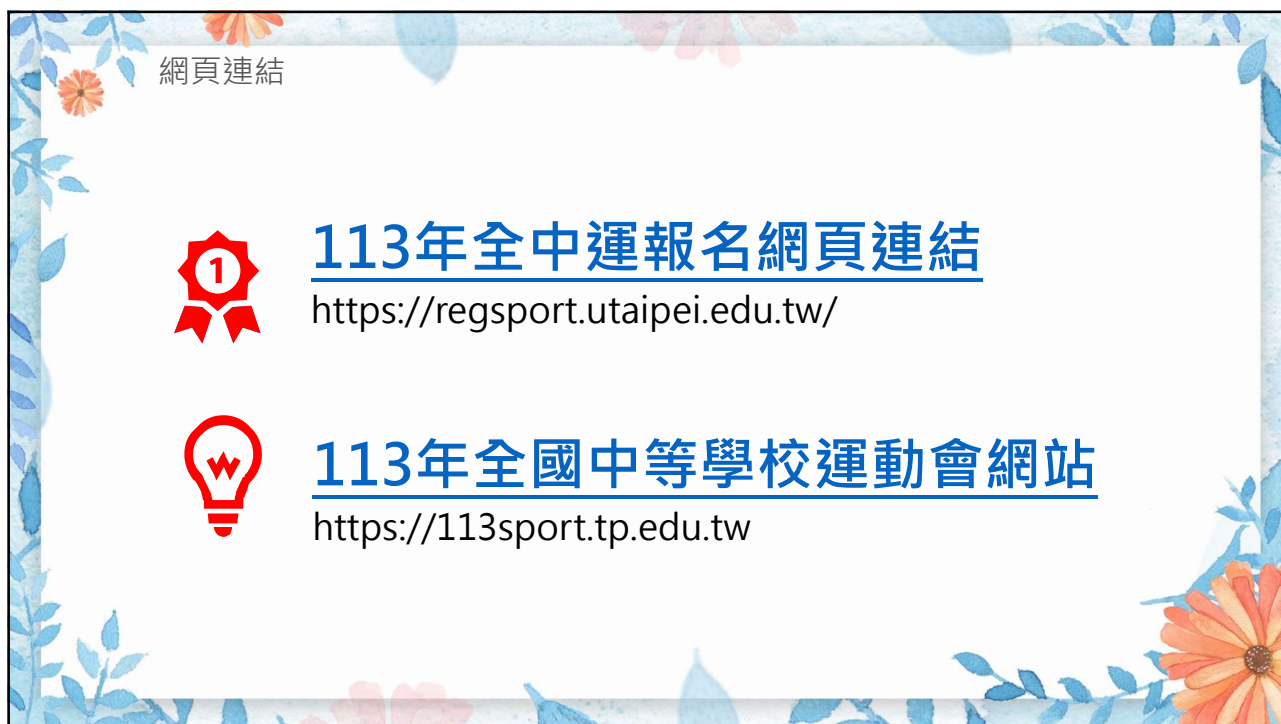 網頁連結
1
113年全中運報名網頁連結
https://regsport.utaipei.edu.tw/
113年全國中等學校運動會網站
https://113sport.tp.edu.tw